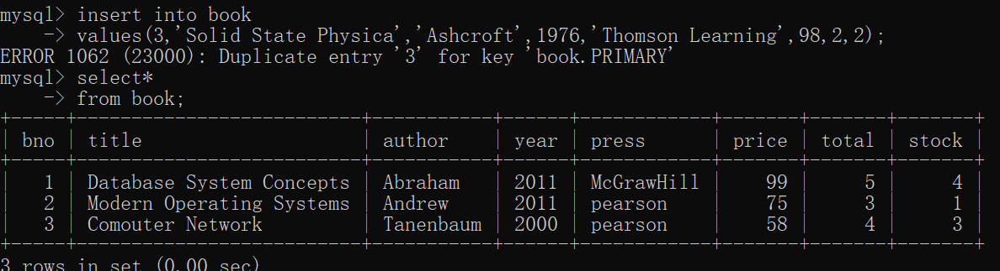 mysql> insert into book
-> values(3,'Solid State Physica','Ashcroft',1976,'Thomson Learning',98,2,2);
ERROR 1062 (23000): Duplicate entry '3' for key 'book.PRIMARY'
mysql> select*
-> from book;
+-----+----------------------------+-----------+------+-------------+-------+-------+-------+
| bno | title | author | year | press | price | total | stock |
+-----+----------------------------+-----------+------+-------------+-------+-------+-------+
| 1 | Database System Concepts | Abraham | 2011 | McGrawHill | 99 | 5 | 4 |
| 2 | Modern Operating Systems | Andrew | 2011 | pearson | 75 | 3 | 1 |
| 3 | Comouter Network | Tanenbaum | 2000 | pearson | 58 | 4 | 3 |
+-----+----------------------------+-----------+------+-------------+-------+-------+-------+
3 rows in set (0.00 sec)